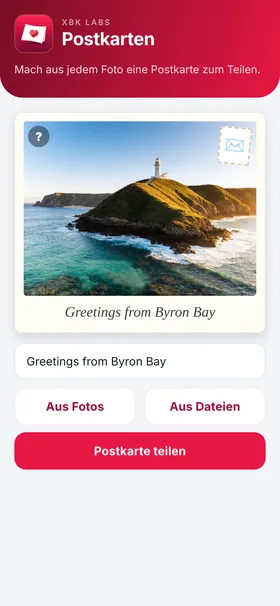 XBK LABS
Postkarten
Mach aus jedem Foto eine Postkarte zum Teilen.
?
Greetings from Byron Bay
Greetings from Byron Bay
Aus Fotos
Aus Dateien
Postkarte teilen